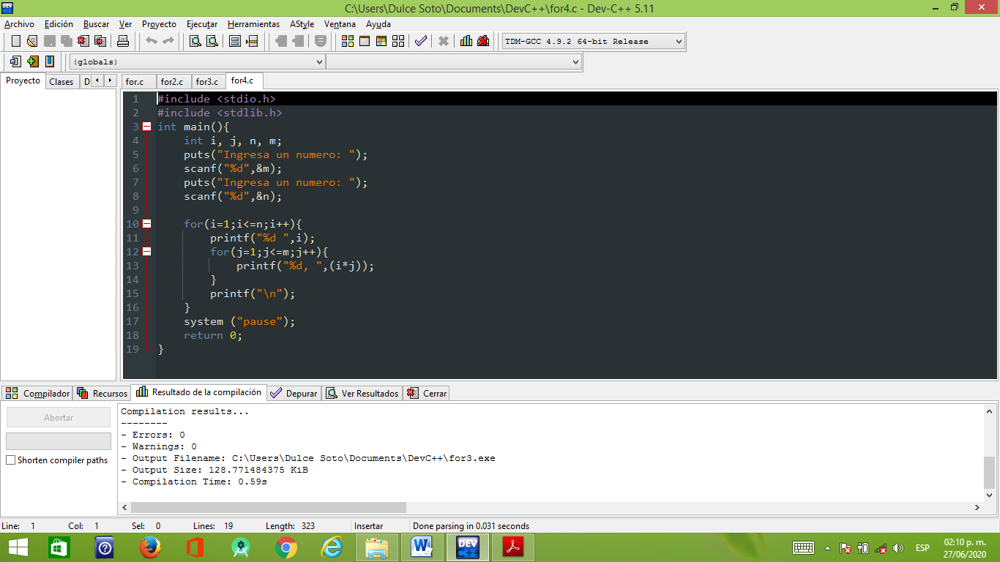 C:\Users\Dulce Soto\Documents\DevC++\for4.c - Dev-C++ 5.11
Archivo Edición Buscar Ver Proyecto Ejecutar Herramientas AStyle Ventana Ayuda
TDM-GCC 4.9.2 64-bit Release
(globals)
Proyecto Clases D for.c for2.c for3.c for4.c
1 #include <stdio.h>
2 #include <stdlib.h>
3 int main(){
4 int i, j, n, m;
5 puts("Ingresa un numero: ");
6 scanf("%d",&m);
7 puts("Ingresa un numero: ");
8 scanf("%d",&n);
9
10 for(i=1;i<=n;i++){
11 printf("%d ",i);
12 for(j=1;j<=m;j++){
13 printf("%d, ",(i*j));
14 }
15 printf("\n");
16 }
17 system ("pause");
18 return 0;
19 }
Compilador Recursos Resultado de la compilación Depurar Ver Resultados Cerrar
Abortar
Shorten compiler paths
Compilation results...
--------
- Errors: 0
- Warnings: 0
- Output Filename: C:\Users\Dulce Soto\Documents\DevC++\for3.exe
- Output Size: 128.771484375 KiB
- Compilation Time: 0.59s
Line: 1 Col: 1 Sel: 0 Lines: 19 Length: 323 Insertar Done parsing in 0.031 seconds
DEV C++
ESP
02:10 p. m.
27/06/2020